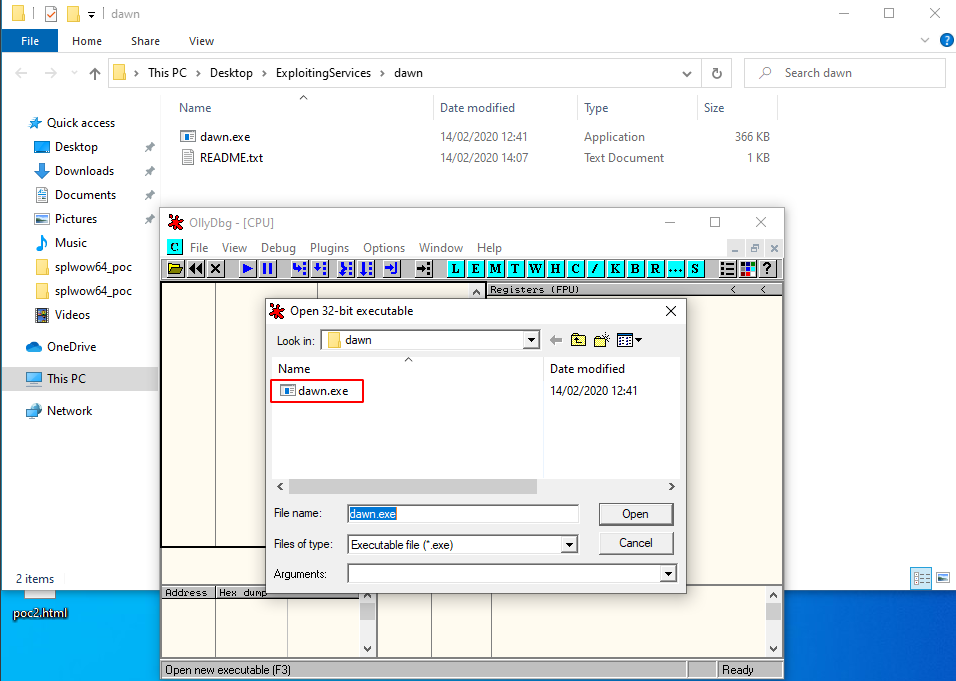 dawn
File Home Share View
This PC Desktop ExploitingServices dawn Search dawn
Name Date modified Type Size
dawn.exe 14/02/2020 12:41 Application 366 KB
README.txt 14/02/2020 14:07 Text Document 1 KB
Quick access
Desktop
Downloads
Documents
Pictures
Music
splwow64_poc
splwow64_poc
Videos
OneDrive
This PC
Network
2 items
poc2.html
OllyDbg - [CPU]
C File View Debug Plugins Options Window Help
L E M T W H C / K B R ... S ?
Registers (FPU) < <
Open 32-bit executable
Look in: dawn
Name Date modified
dawn.exe 14/02/2020 12:41
File name: dawn.exe Open
Files of type: Executable file (*.exe) Cancel
Arguments:
Address Hex dump
Open new executable (F3) Ready